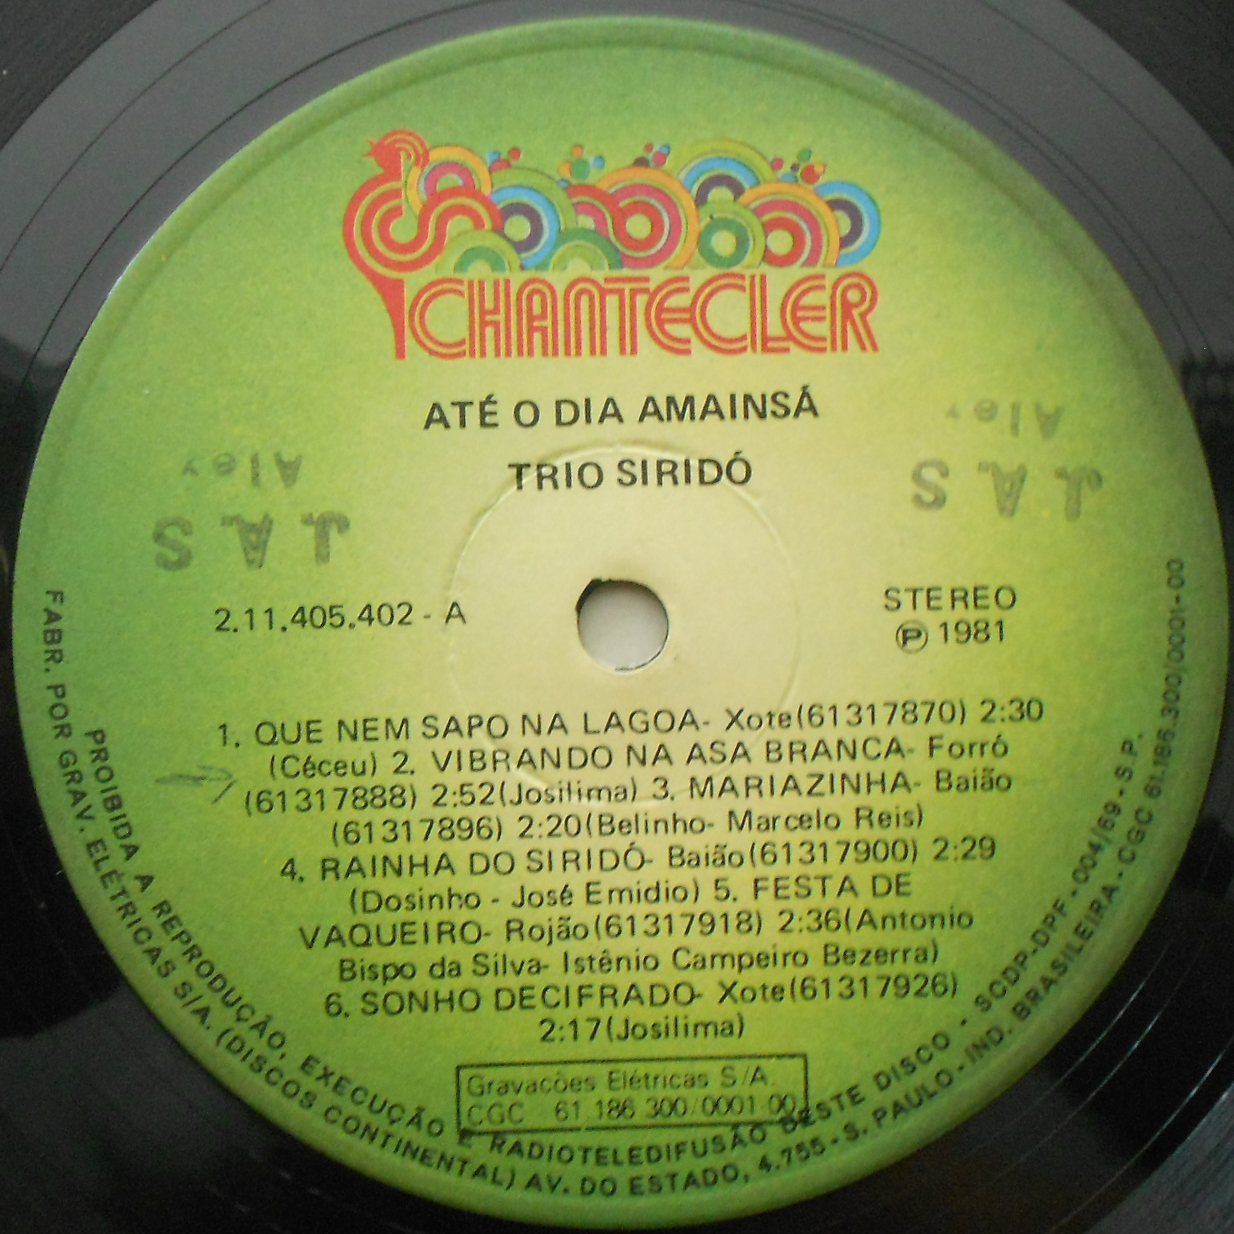 CHANTECLER
ATÉ O DIA AMAINSÁ
TRIO SIRIDÓ
Alex
J.A.S
Alex
J.A.S
2.11.405.402 - A
STEREO
Ⓟ 1981
1. QUE NEM SAPO NA LAGOA- Xote(61317870) 2:30
(Céceu) 2. VIBRANDO NA ASA BRANCA- Forró
(61317888) 2:52(Josilima) 3. MARIAZINHA- Baião
(61317896) 2:20(Belinho- Marcelo Reis)
4. RAINHA DO SIRIDÓ- Baião(61317900) 2:29
(Dosinho - José Emidio) 5. FESTA DE
VAQUEIRO- Rojão(61317918) 2:36(Antonio
Bispo da Silva- Istênio Campeiro Bezerra)
6. SONHO DECIFRADO- Xote(61317926)
2:17(Josilima)
Gravações Elétricas S/A.
CGC 61.186.300/0001-00
PROIBIDA A REPRODUÇÃO, EXECUÇÃO E RADIOTELEDIFUSÃO DESTE DISCO - SCDP-DPF-004/69-S.P.
FABR. POR GRAV. ELÉTRICAS S/A. (DISCOS CONTINENTAL) AV. DO ESTADO, 4.755 - S. PAULO - IND. BRASILEIRA - CGC 61.186.300/0001-00